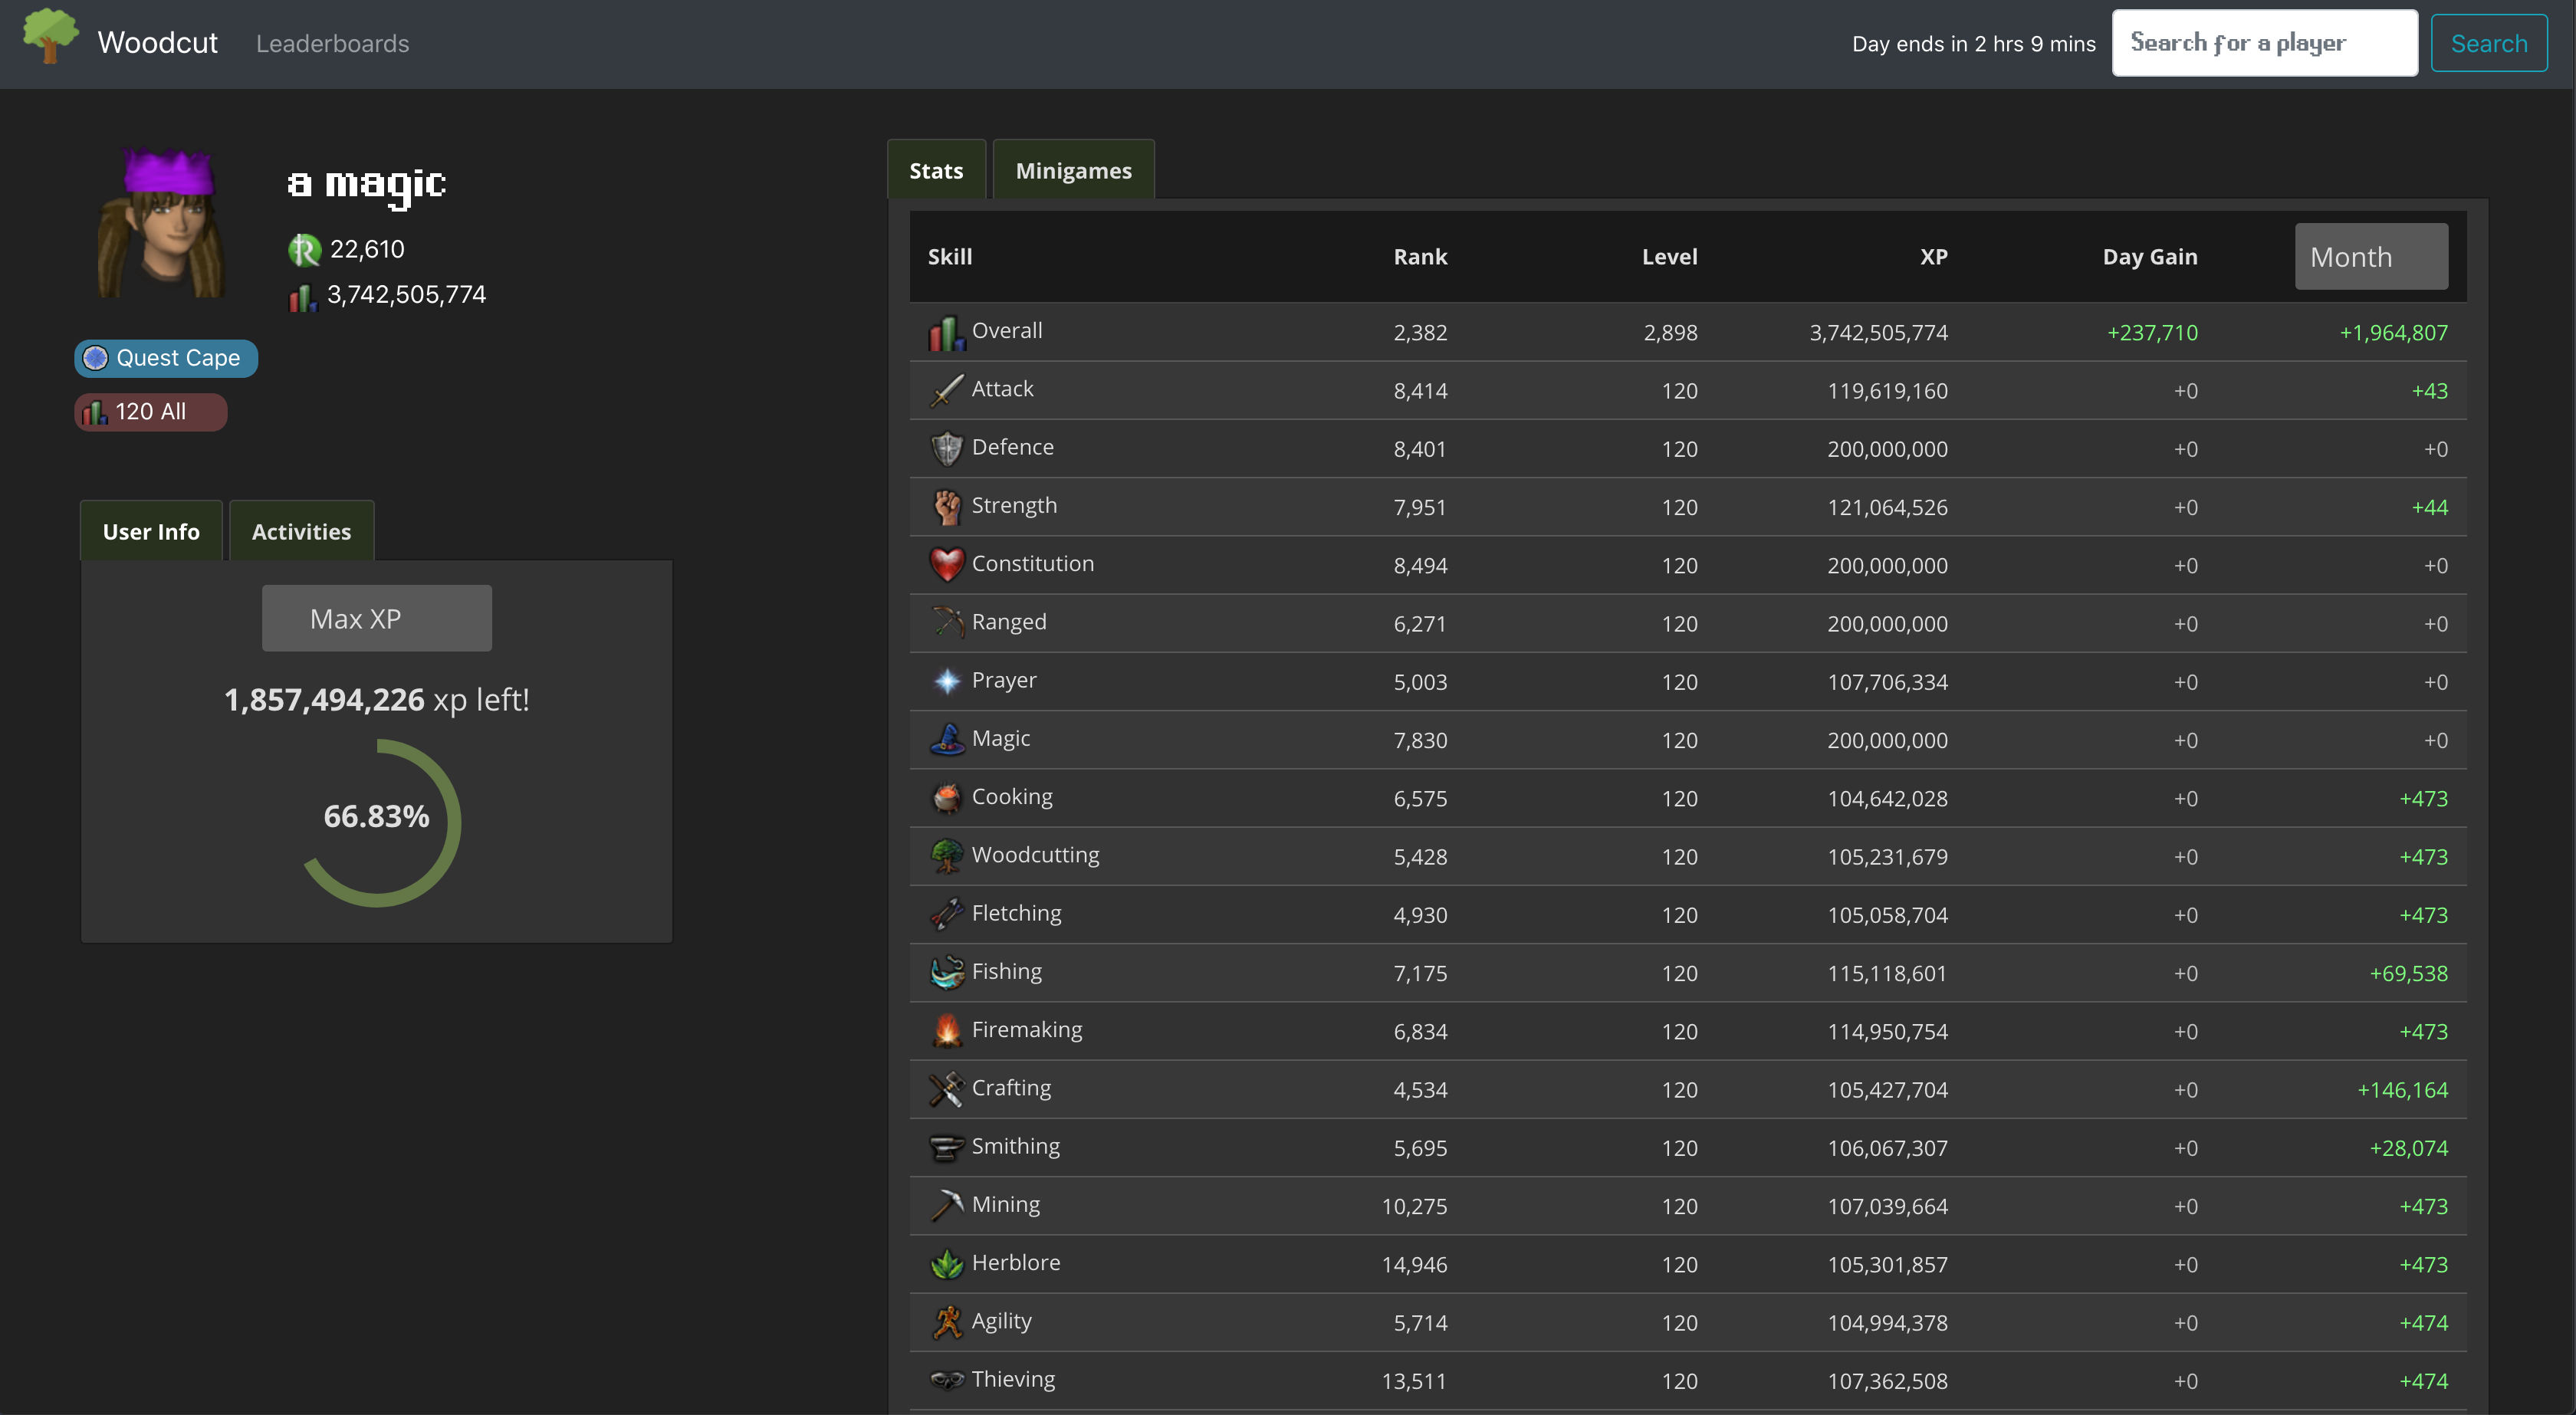 Woodcut Leaderboards Day ends in 2 hrs 9 mins Search for a player Search
a magic
22,610
3,742,505,774
Quest Cape
120 All
User Info Activities
Max XP
1,857,494,226 xp left!
66.83%
Stats Minigames
Skill Rank Level XP Day Gain Month
Overall 2,382 2,898 3,742,505,774 +237,710 +1,964,807
Attack 8,414 120 119,619,160 +0 +43
Defence 8,401 120 200,000,000 +0 +0
Strength 7,951 120 121,064,526 +0 +44
Constitution 8,494 120 200,000,000 +0 +0
Ranged 6,271 120 200,000,000 +0 +0
Prayer 5,003 120 107,706,334 +0 +0
Magic 7,830 120 200,000,000 +0 +0
Cooking 6,575 120 104,642,028 +0 +473
Woodcutting 5,428 120 105,231,679 +0 +473
Fletching 4,930 120 105,058,704 +0 +473
Fishing 7,175 120 115,118,601 +0 +69,538
Firemaking 6,834 120 114,950,754 +0 +473
Crafting 4,534 120 105,427,704 +0 +146,164
Smithing 5,695 120 106,067,307 +0 +28,074
Mining 10,275 120 107,039,664 +0 +473
Herblore 14,946 120 105,301,857 +0 +473
Agility 5,714 120 104,994,378 +0 +474
Thieving 13,511 120 107,362,508 +0 +474